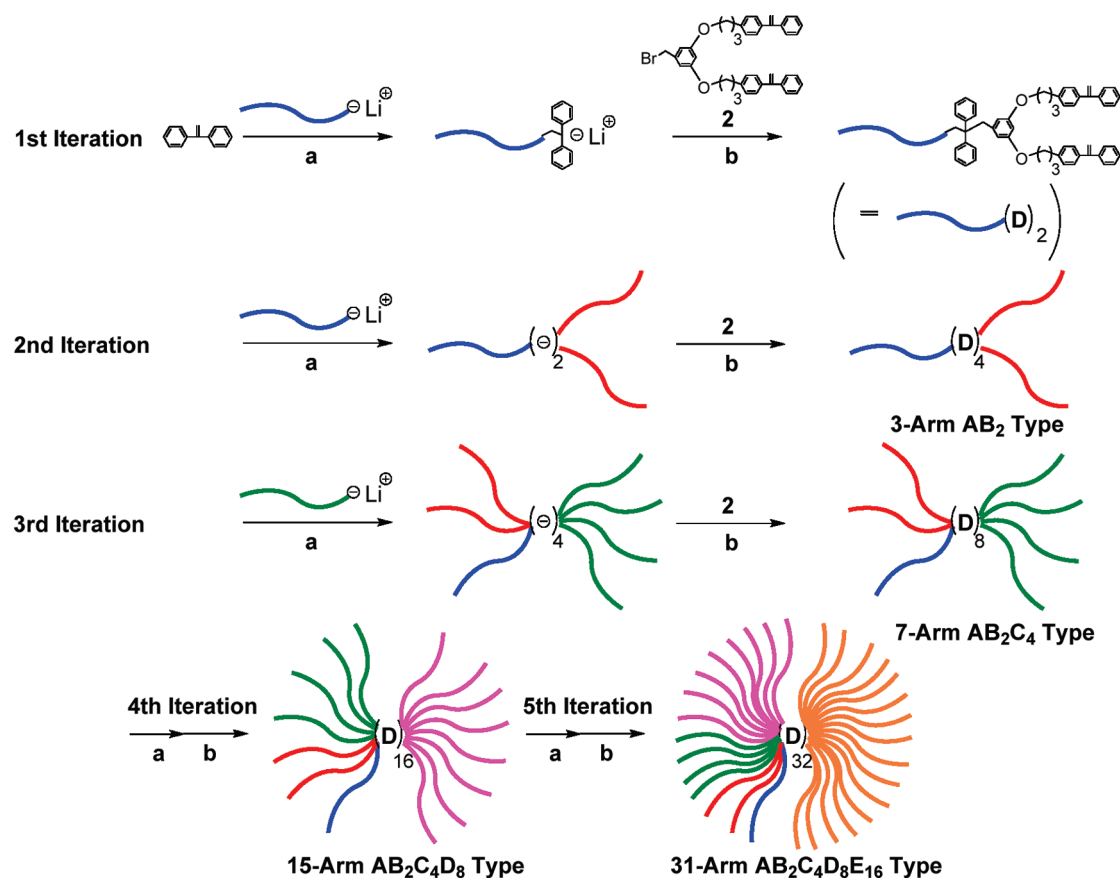 O ( )3
Br
O ( )3
1st Iteration
⊖ Li⊕
a
⊖ Li⊕
2
b
O ( )3
O ( )3
( = (D)2 )
2nd Iteration
⊖ Li⊕
a
(⊖)2
2
b
(D)4
3-Arm AB2 Type
3rd Iteration
⊖ Li⊕
a
(⊖)4
2
b
(D)8
7-Arm AB2C4 Type
4th Iteration
a b
(D)16
15-Arm AB2C4D8 Type
5th Iteration
a b
(D)32
31-Arm AB2C4D8E16 Type